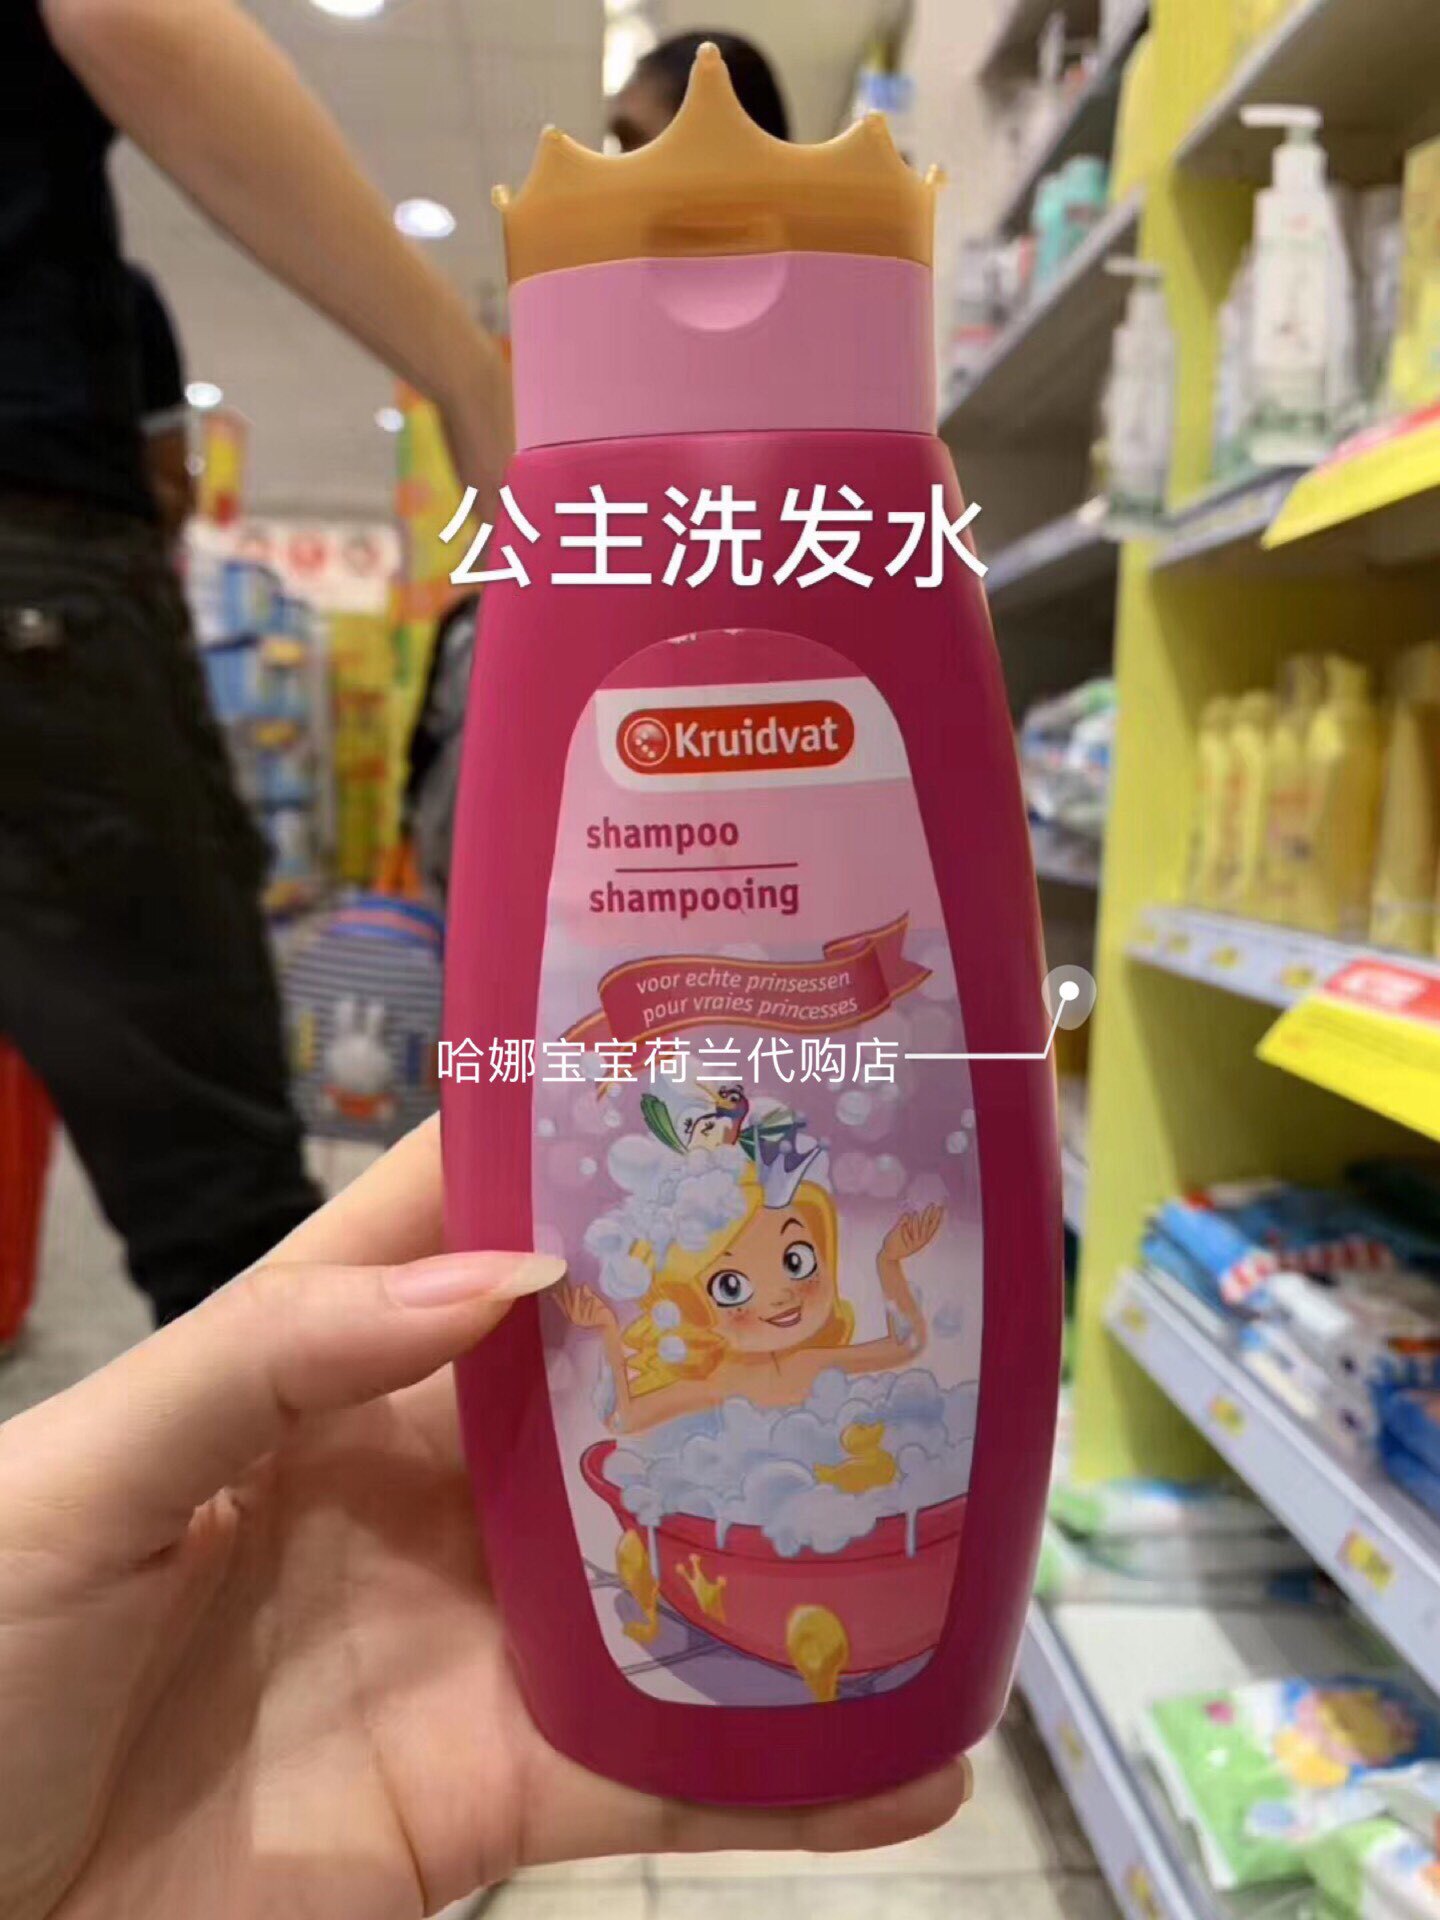 公主洗发水
Kruidvat
shampoo
shampooing
voor echte prinsessen
pour vraies princesses
哈娜宝宝荷兰代购店